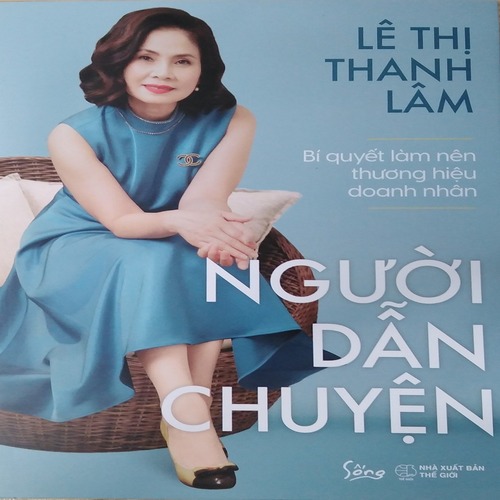 LÊ THỊ
THANH
LÂM
Bí quyết làm nên
thương hiệu
doanh nhân
NGƯỜI
DẪN
CHUYỆN
Sống
NHÀ XUẤT BẢN
THẾ GIỚI